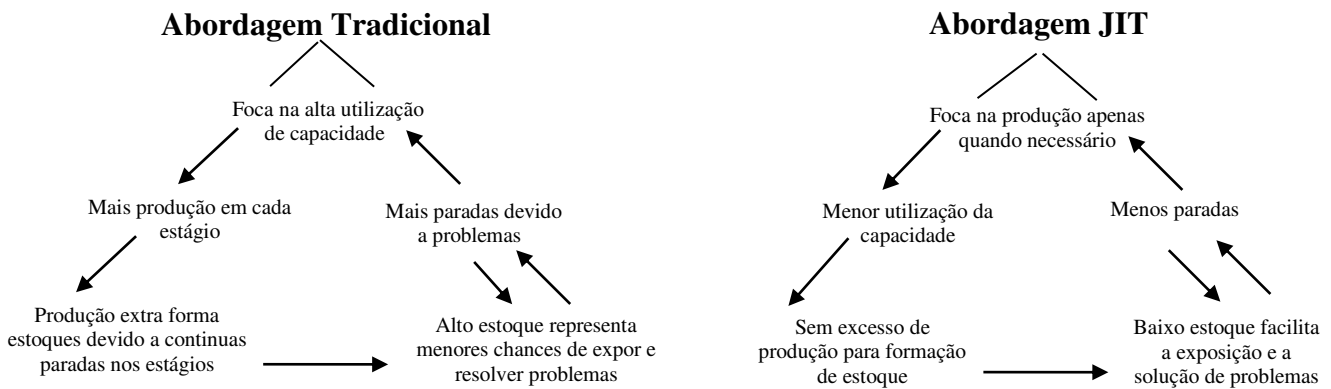 Abordagem Tradicional
Foca na alta utilização
de capacidade
Mais produção em cada
estágio
Mais paradas devido
a problemas
Produção extra forma
estoques devido a continuas
paradas nos estágios
Alto estoque representa
menores chances de expor e
resolver problemas
Abordagem JIT
Foca na produção apenas
quando necessário
Menor utilização da
capacidade
Menos paradas
Sem excesso de
produção para formação
de estoque
Baixo estoque facilita
a exposição e a
solução de problemas